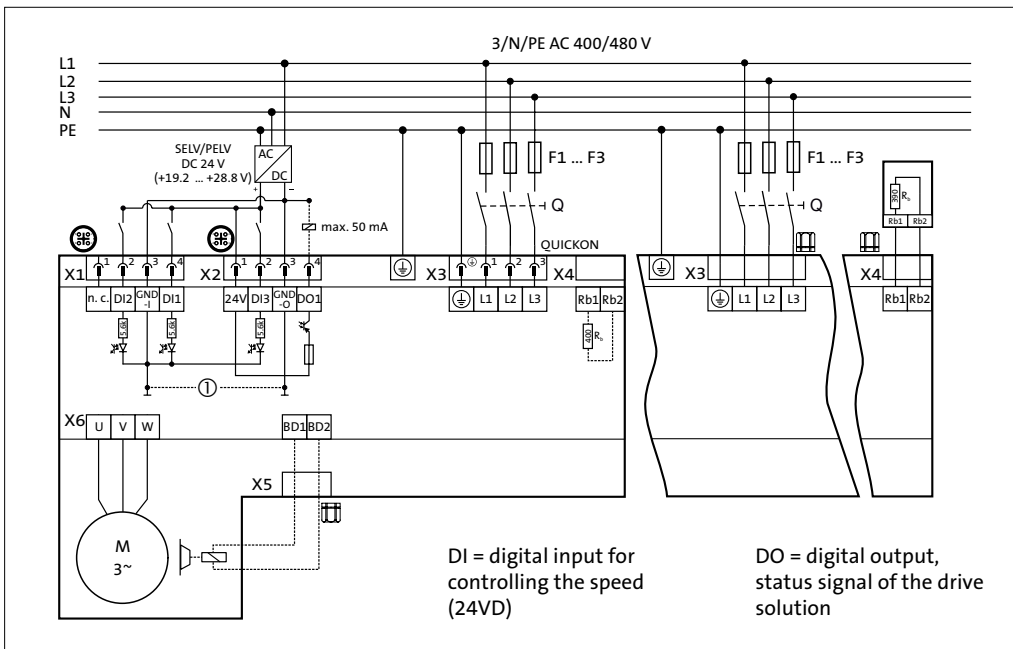 3/N/PE AC 400/480 V
L1
L2
L3
N
PE
SELV/PELV
DC 24 V
(+19.2 ... +28.8 V)
AC
DC
+ −
F1 ... F3
F1 ... F3
Q
Q
max. 50 mA
390 Rb
Rb1 Rb2
QUICKON
X1 1 2 3 4
X2 1 2 3 4
X3 1 2 3
X4
X3
X4
n. c. DI2 GND-I DI1
24V DI3 GND-O DO1
L1 L2 L3
Rb1 Rb2
L1 L2 L3
Rb1 Rb2
5.6k 5.6k 5.6k
400 Rb
1
X6 U V W
BD1 BD2
X5
M
3~
DI = digital input for
controlling the speed
(24VD)
DO = digital output,
status signal of the drive
solution